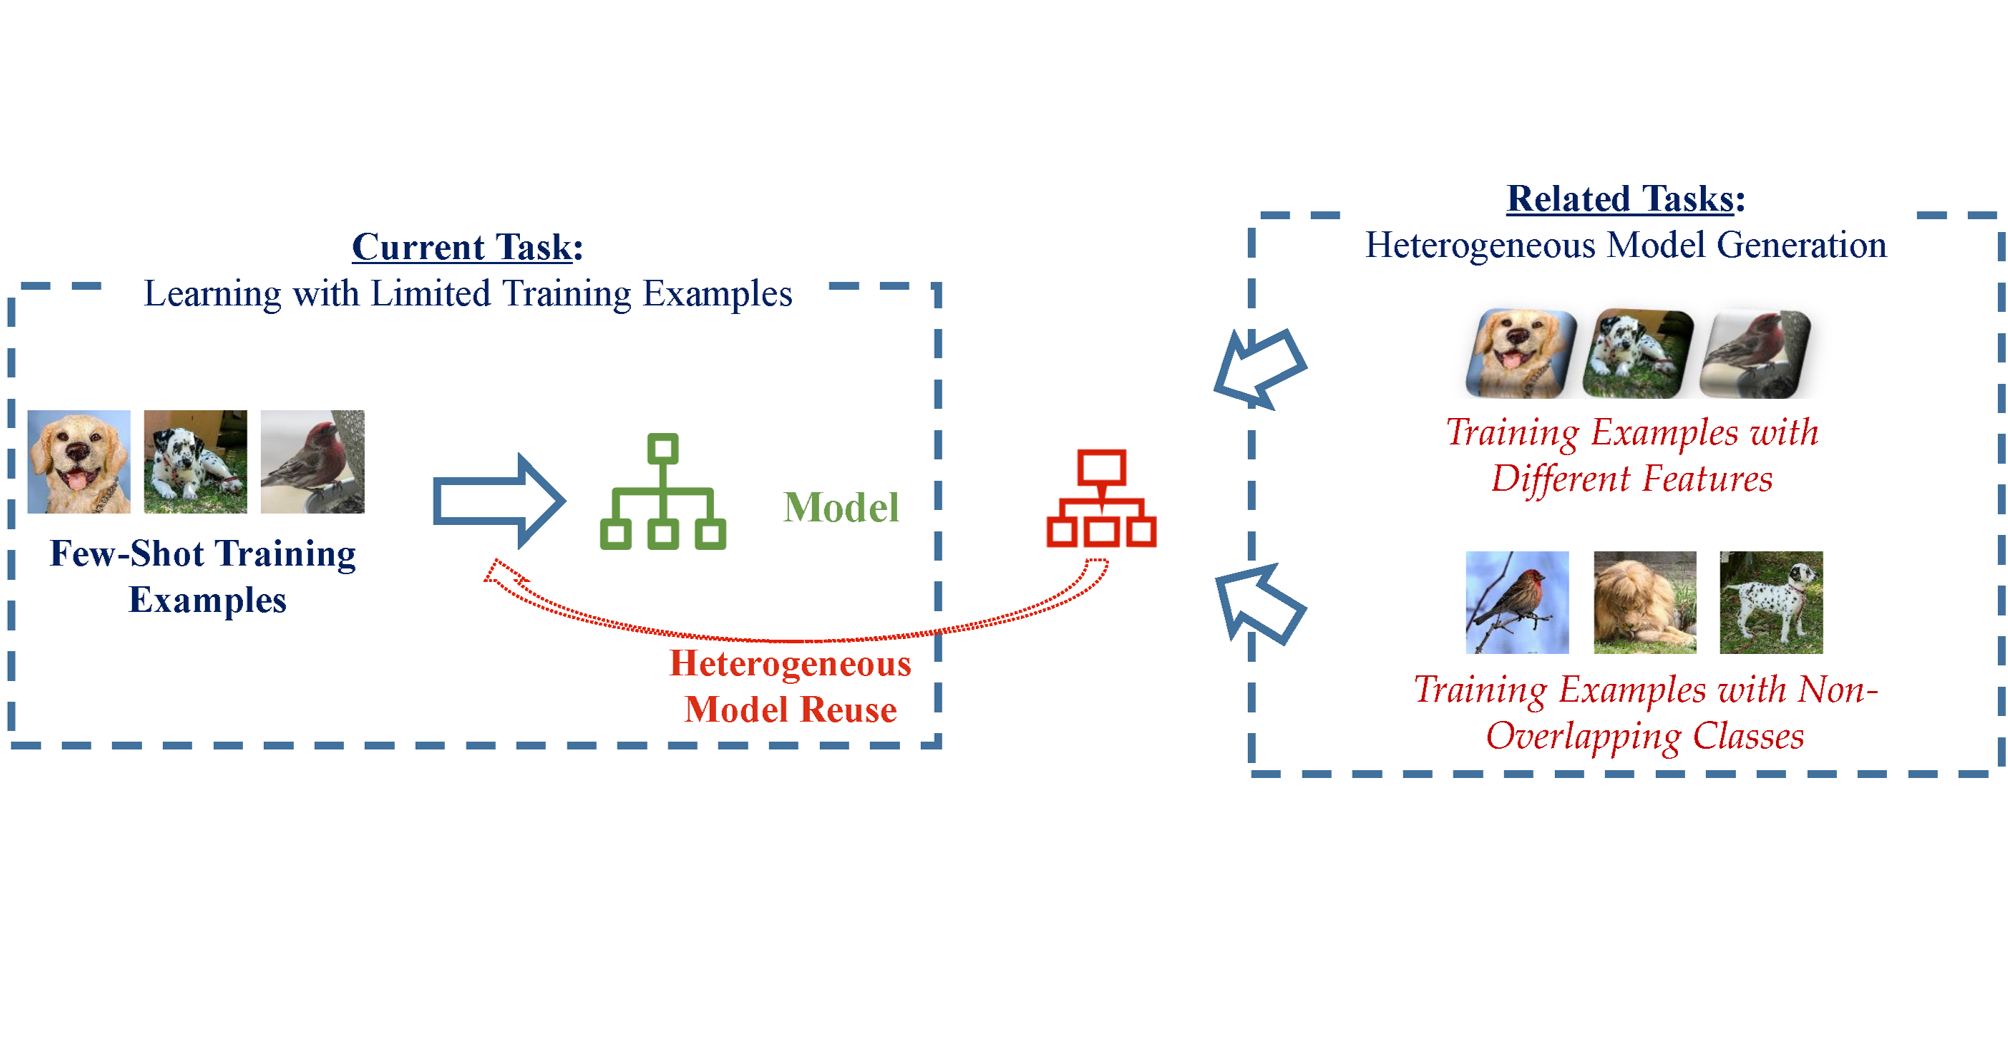 Current Task:
Learning with Limited Training Examples
Few-Shot Training
Examples
Model
Heterogeneous
Model Reuse
Related Tasks:
Heterogeneous Model Generation
Training Examples with
Different Features
Training Examples with Non-
Overlapping Classes